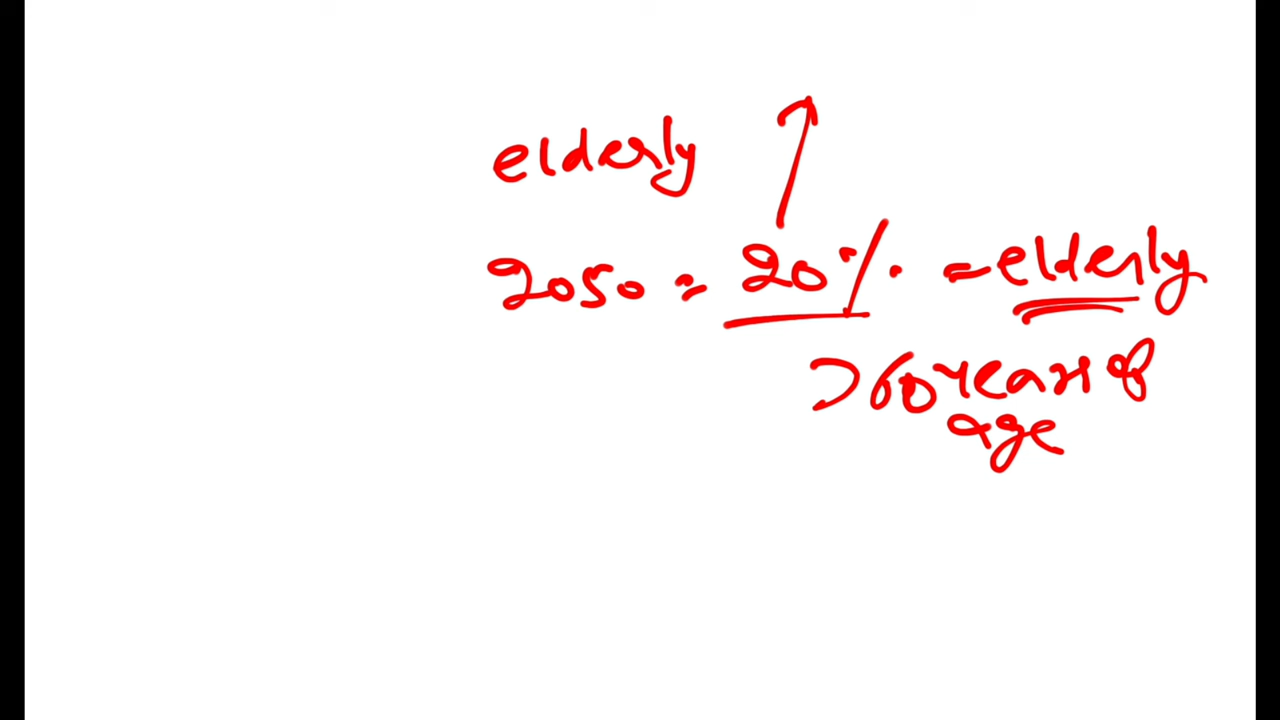 elderly
2050 = 20% = elderly
>60 years of
age